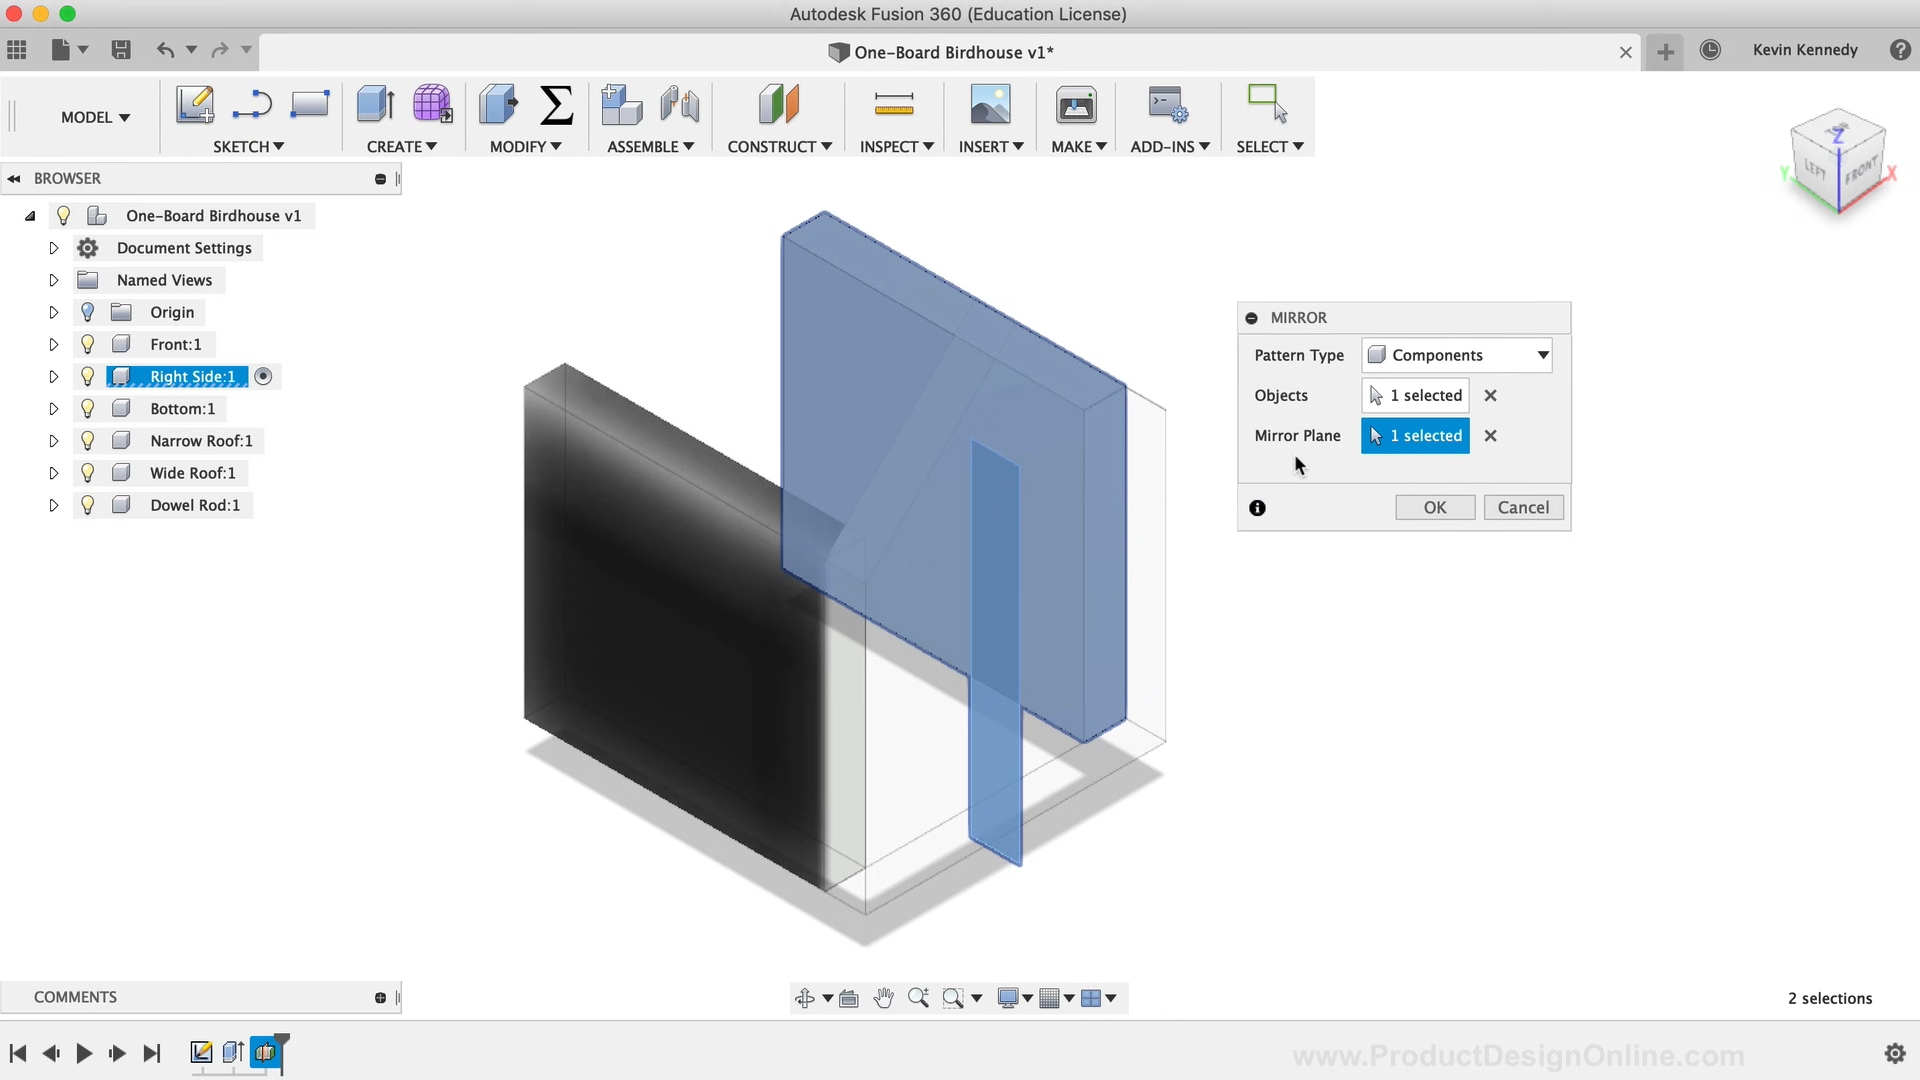 Autodesk Fusion 360 (Education License)
One-Board Birdhouse v1*
Kevin Kennedy
MODEL
SKETCH
CREATE
MODIFY
ASSEMBLE
CONSTRUCT
INSPECT
INSERT
MAKE
ADD-INS
SELECT
BROWSER
One-Board Birdhouse v1
Document Settings
Named Views
Origin
Front:1
Right Side:1
Bottom:1
Narrow Roof:1
Wide Roof:1
Dowel Rod:1
Z
LEFT
FRONT
Y
X
MIRROR
Pattern Type Components
Objects 1 selected
Mirror Plane 1 selected
OK Cancel
COMMENTS
2 selections
www.ProductDesignOnline.com